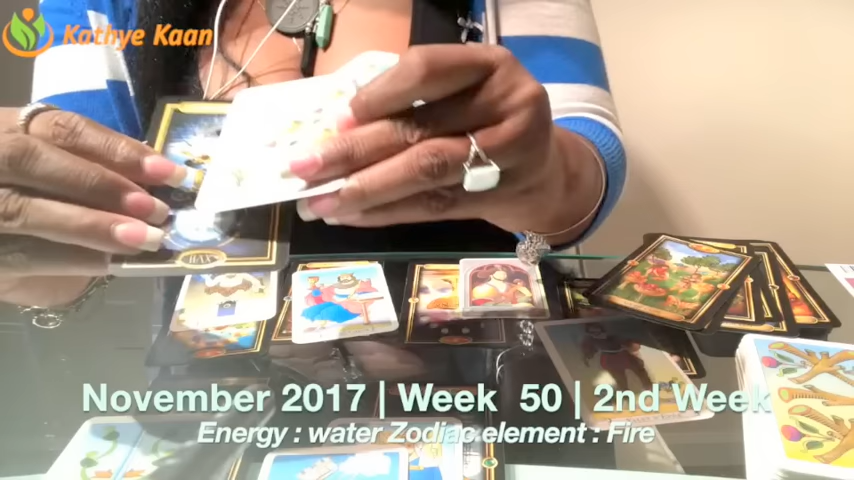 Kathye Kaan
November 2017 | Week 50 | 2nd Week
Energy : water Zodiac-element : Fire